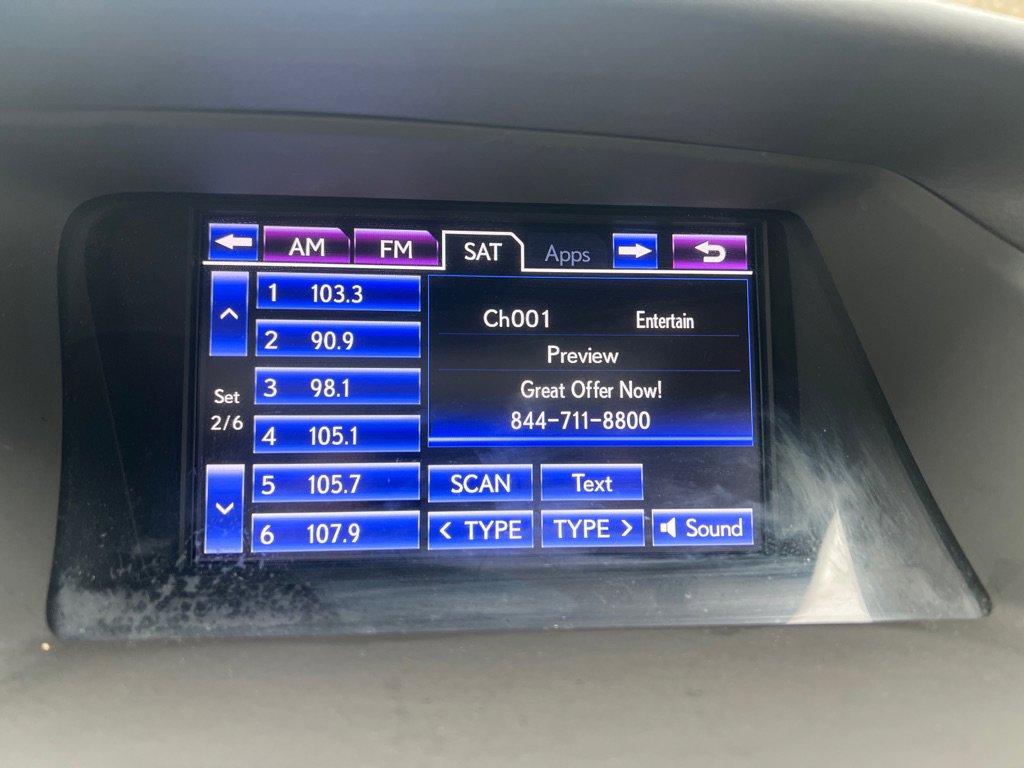 AM FM SAT Apps
1 103.3
2 90.9
3 98.1
4 105.1
5 105.7
6 107.9
Set
2/6
Ch001 Entertain
Preview
Great Offer Now!
844-711-8800
SCAN Text
< TYPE TYPE > Sound